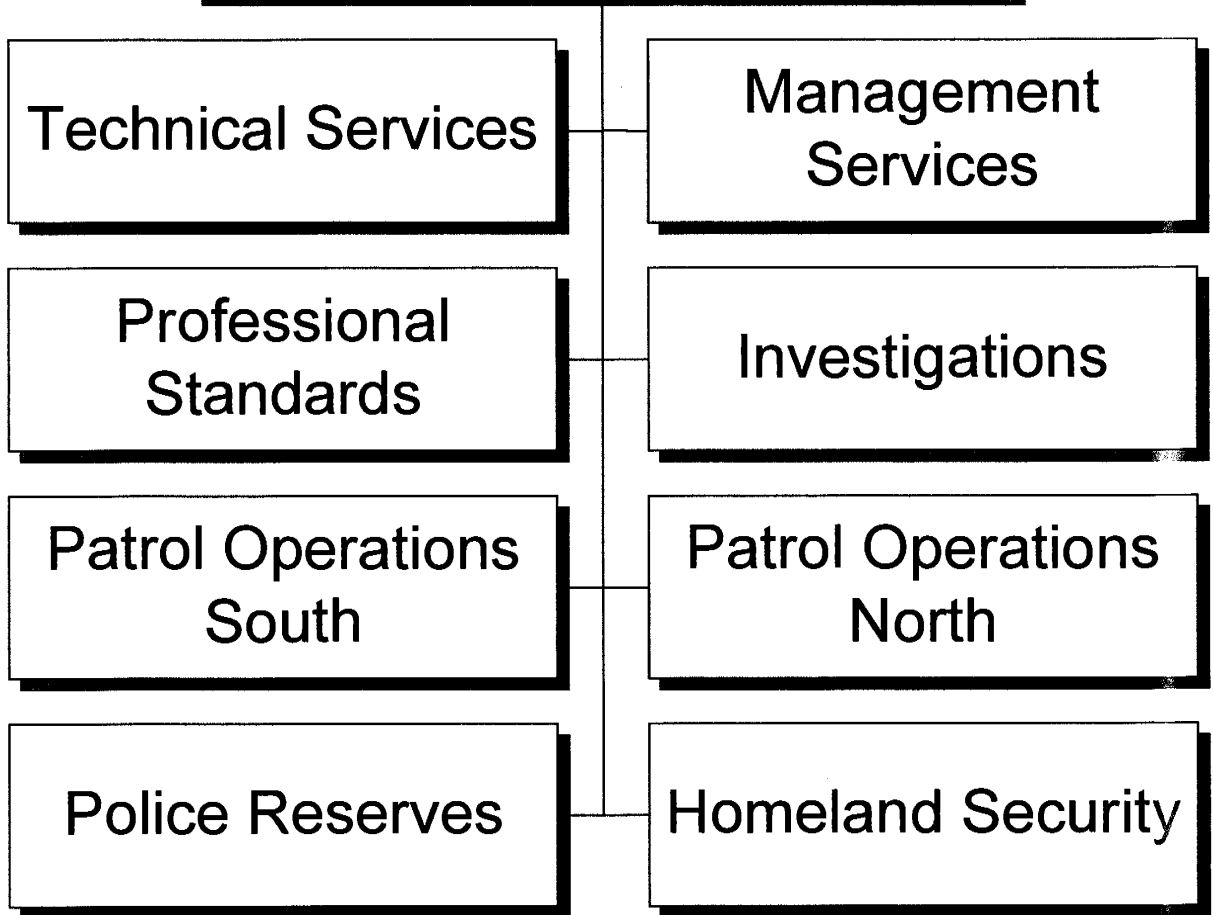 Technical Services
Management
Services
Professional
Standards
Investigations
Patrol Operations
South
Patrol Operations
North
Police Reserves
Homeland Security